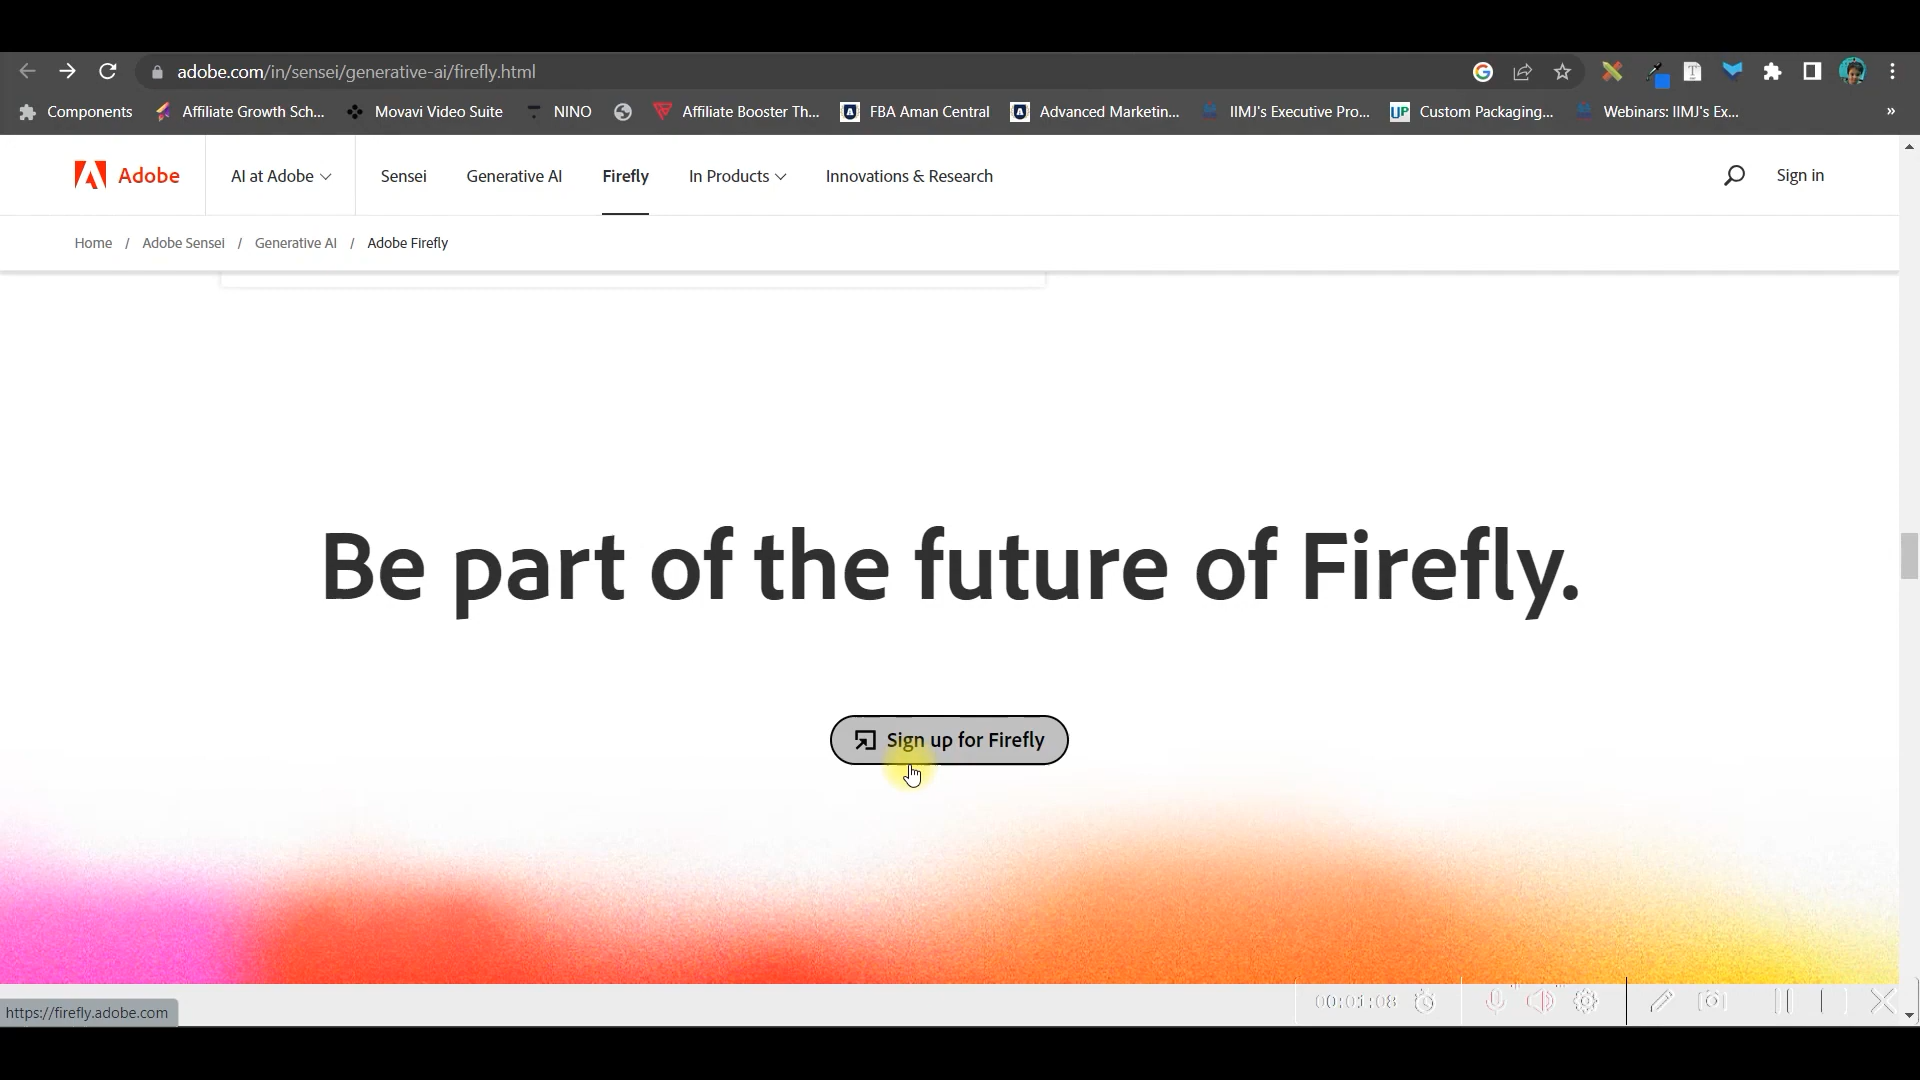 adobe.com/in/sensei/generative-ai/firefly.html
Components Affiliate Growth Sch... Movavi Video Suite NINO Affiliate Booster Th... FBA Aman Central Advanced Marketin... IIMJ's Executive Pro... UP Custom Packaging... Webinars: IIMJ's Ex... »
Adobe AI at Adobe Sensei Generative AI Firefly In Products Innovations & Research Sign in
Home / Adobe Sensei / Generative AI / Adobe Firefly
Be part of the future of Firefly.
Sign up for Firefly
00:01:08
https://firefly.adobe.com